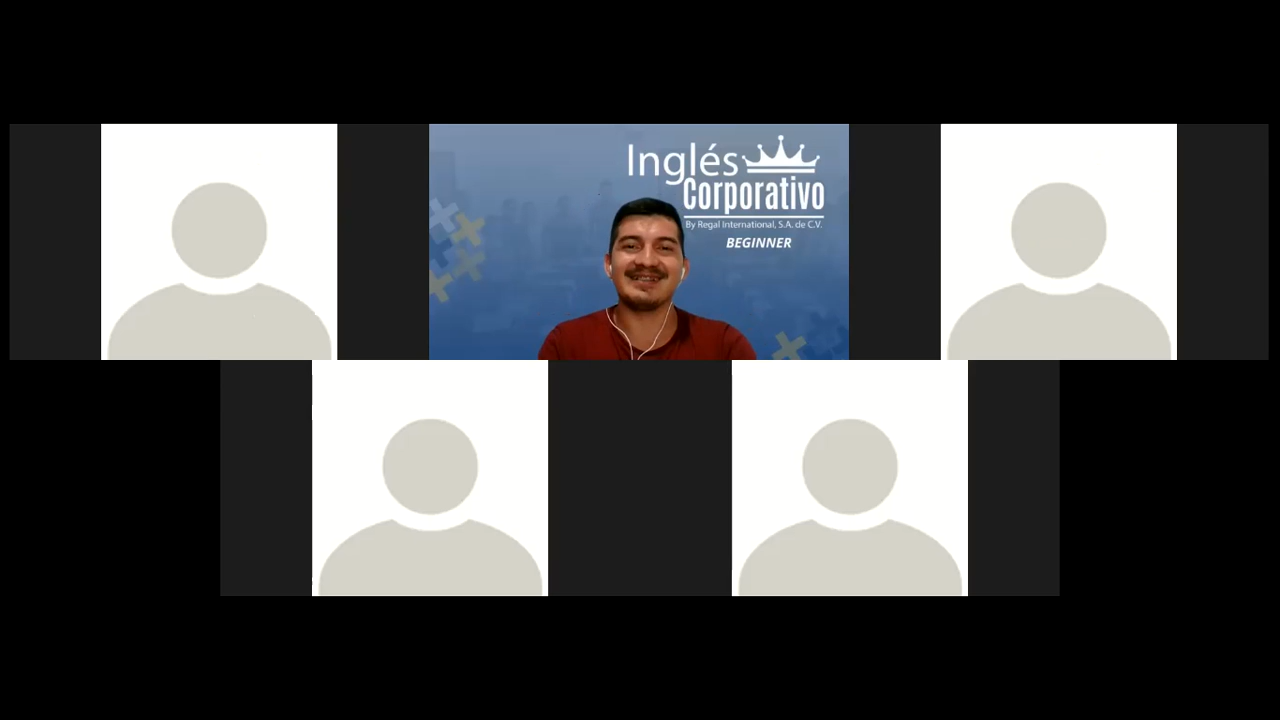 Inglés
Corporativo
By Regal International, S.A. de C.V.
BEGINNER